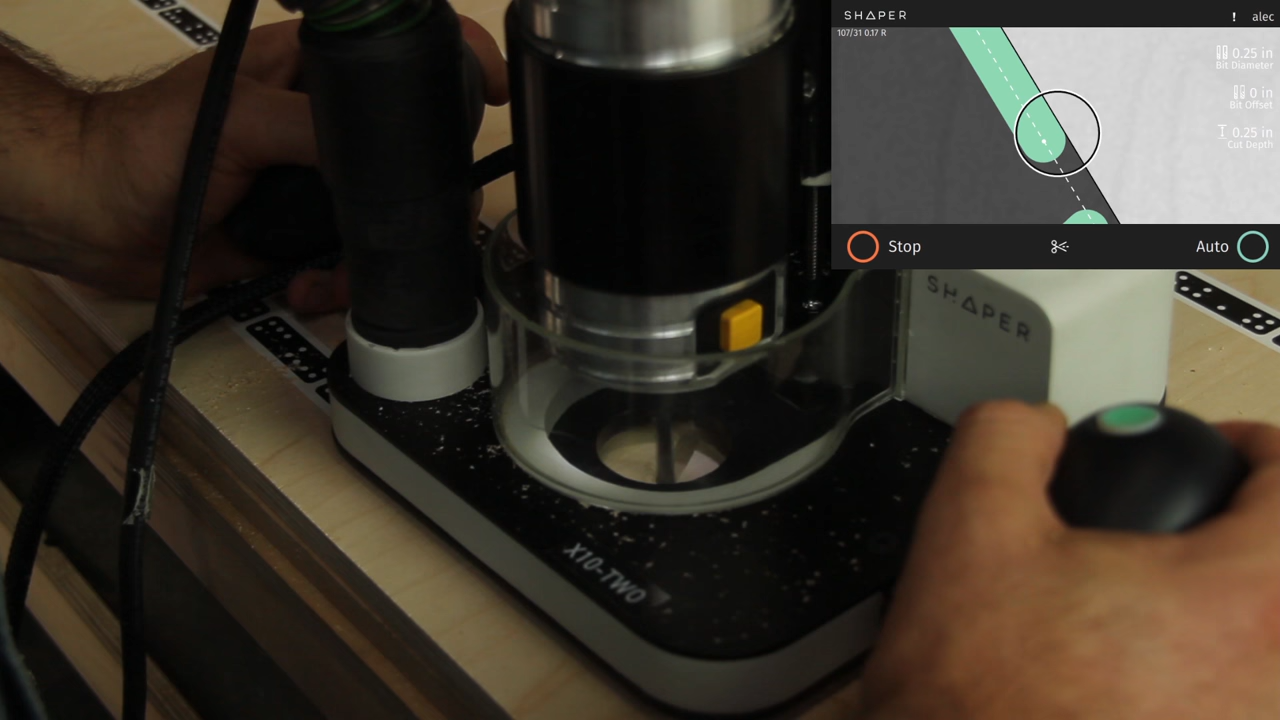 SHAPER
! alec
107/31 0.17 R
0.25 in
Bit Diameter
0 in
Bit Offset
0.25 in
Cut Depth
Stop
Auto
SHAPER
X10-TWO